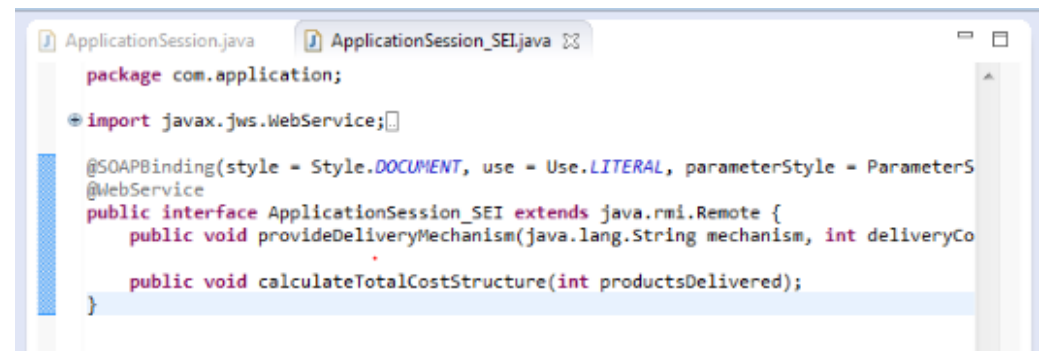 ApplicationSession.java ApplicationSession_SEI.java
package com.application;
import javax.jws.WebService;
@SOAPBinding(style = Style.DOCUMENT, use = Use.LITERAL, parameterStyle = ParameterS
@WebService
public interface ApplicationSession_SEI extends java.rmi.Remote {
public void provideDeliveryMechanism(java.lang.String mechanism, int deliveryCo
public void calculateTotalCostStructure(int productsDelivered);
}